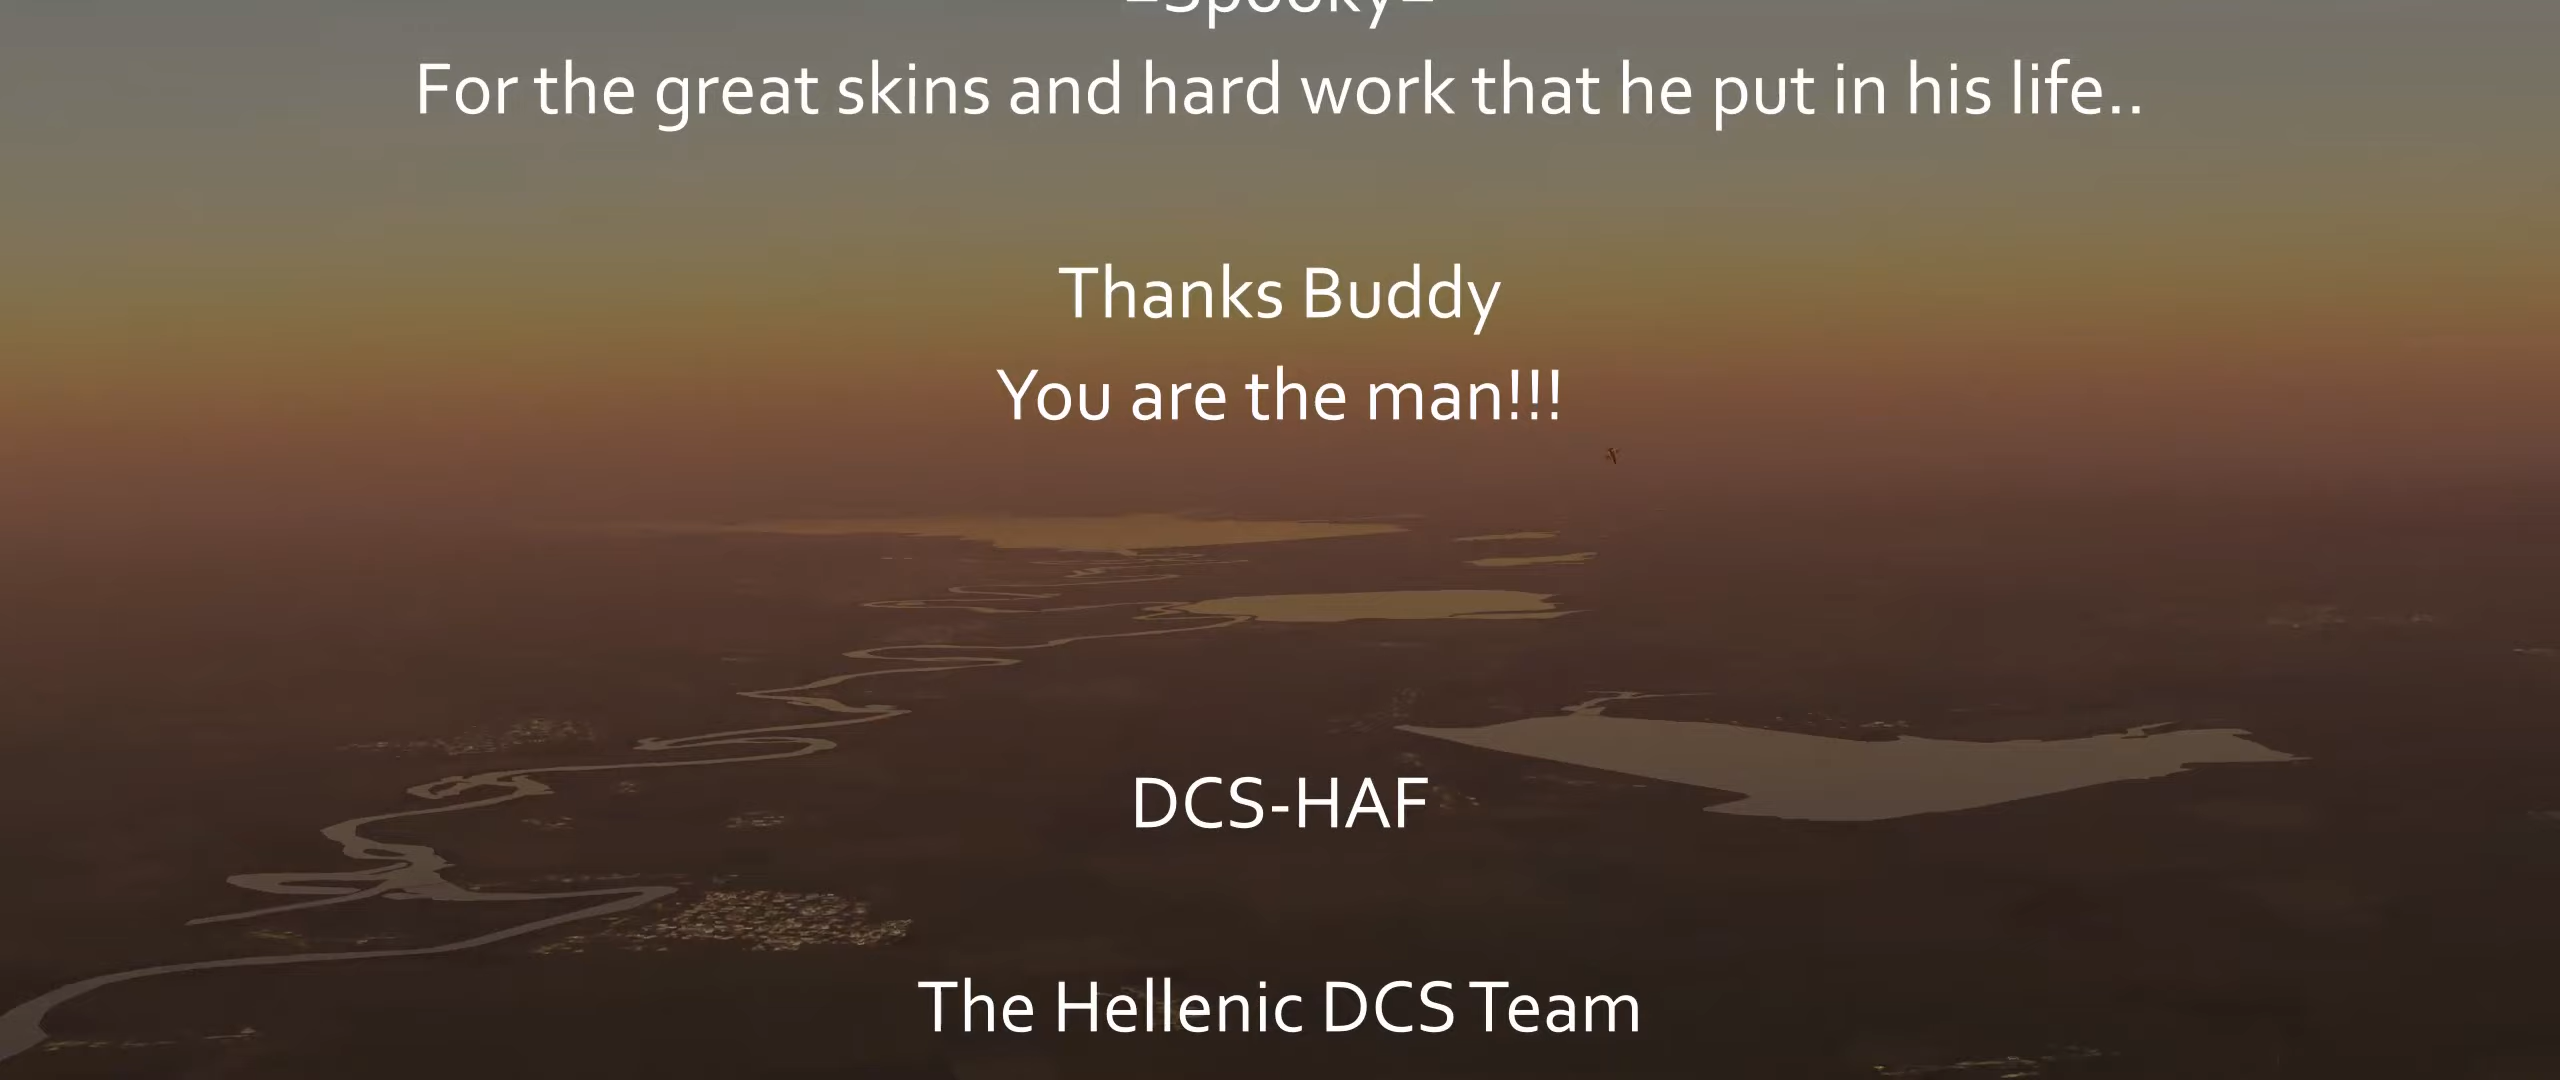 =Spooky=
For the great skins and hard work that he put in his life..
Thanks Buddy
You are the man!!!
DCS-HAF
The Hellenic DCS Team